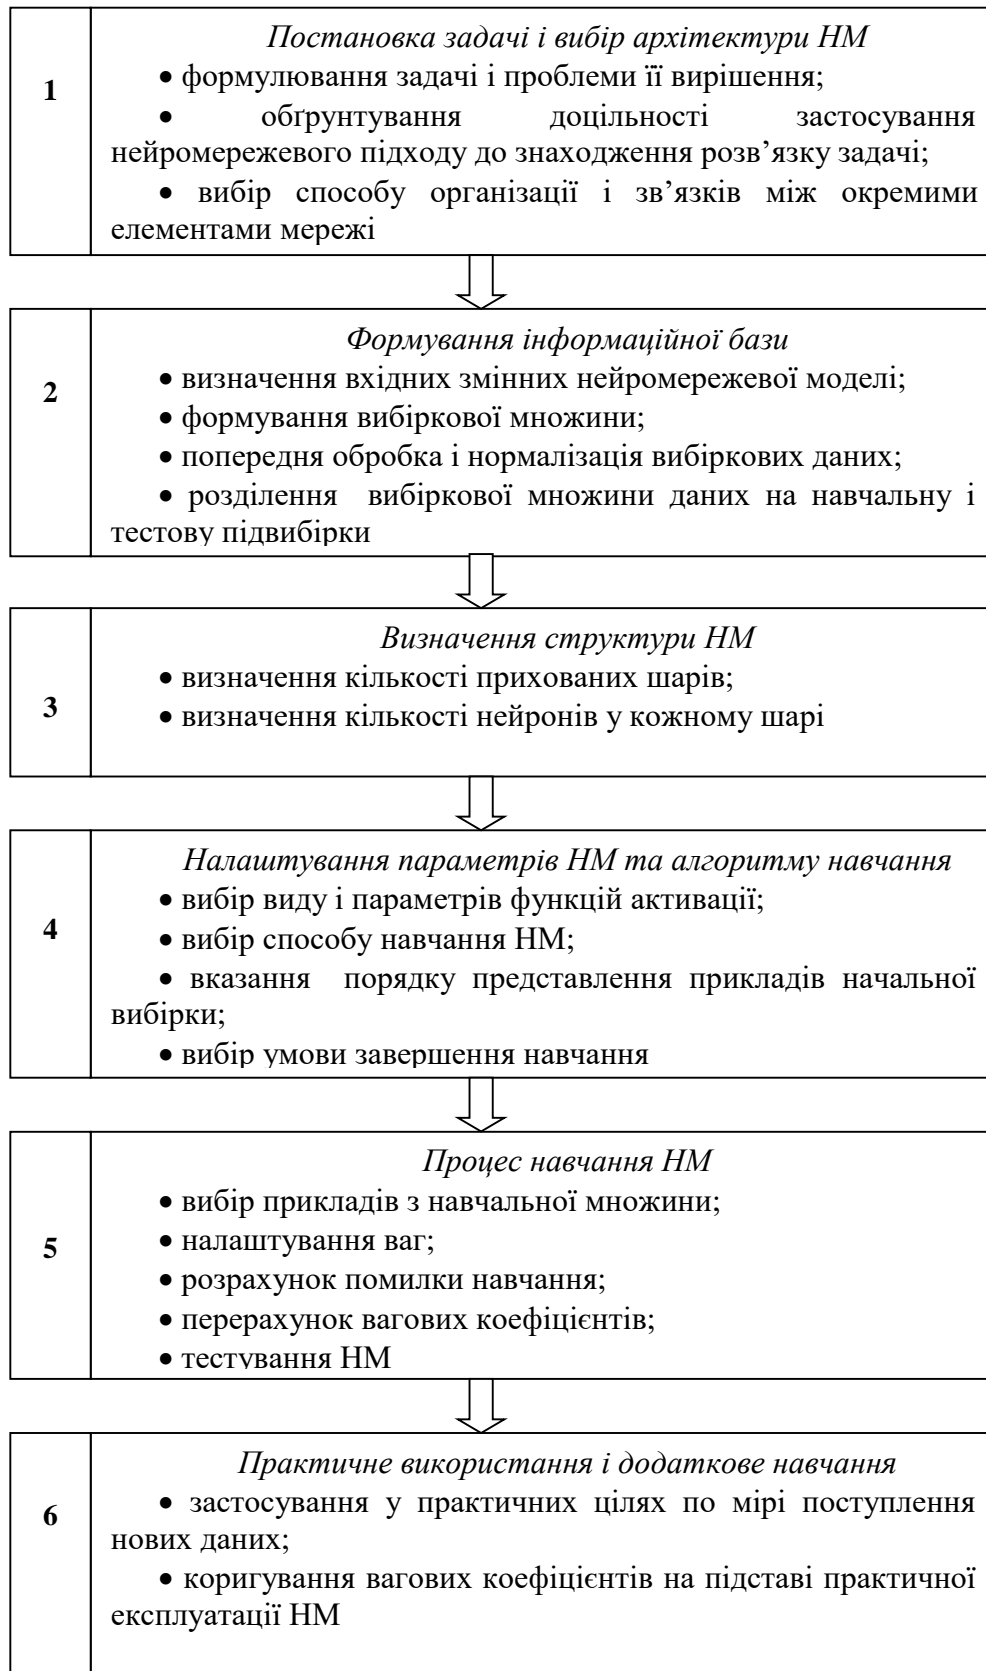 Постановка задачі і вибір архітектури НМ
1
• формулювання задачі і проблеми її вирішення;
• обґрунтування доцільності застосування
нейромережевого підходу до знаходження розв’язку задачі;
• вибір способу організації і зв’язків між окремими
елементами мережі
Формування інформаційної бази
2
• визначення вхідних змінних нейромережевої моделі;
• формування вибіркової множини;
• попередня обробка і нормалізація вибіркових даних;
• розділення вибіркової множини даних на навчальну і
тестову підвибірки
Визначення структури НМ
3
• визначення кількості прихованих шарів;
• визначення кількості нейронів у кожному шарі
Налаштування параметрів НМ та алгоритму навчання
4
• вибір виду і параметрів функцій активації;
• вибір способу навчання НМ;
• вказання порядку представлення прикладів начальної
вибірки;
• вибір умови завершення навчання
Процес навчання НМ
5
• вибір прикладів з навчальної множини;
• налаштування ваг;
• розрахунок помилки навчання;
• перерахунок вагових коефіцієнтів;
• тестування НМ
Практичне використання і додаткове навчання
6
• застосування у практичних цілях по мірі поступлення
нових даних;
• коригування вагових коефіцієнтів на підставі практичної
експлуатації НМ